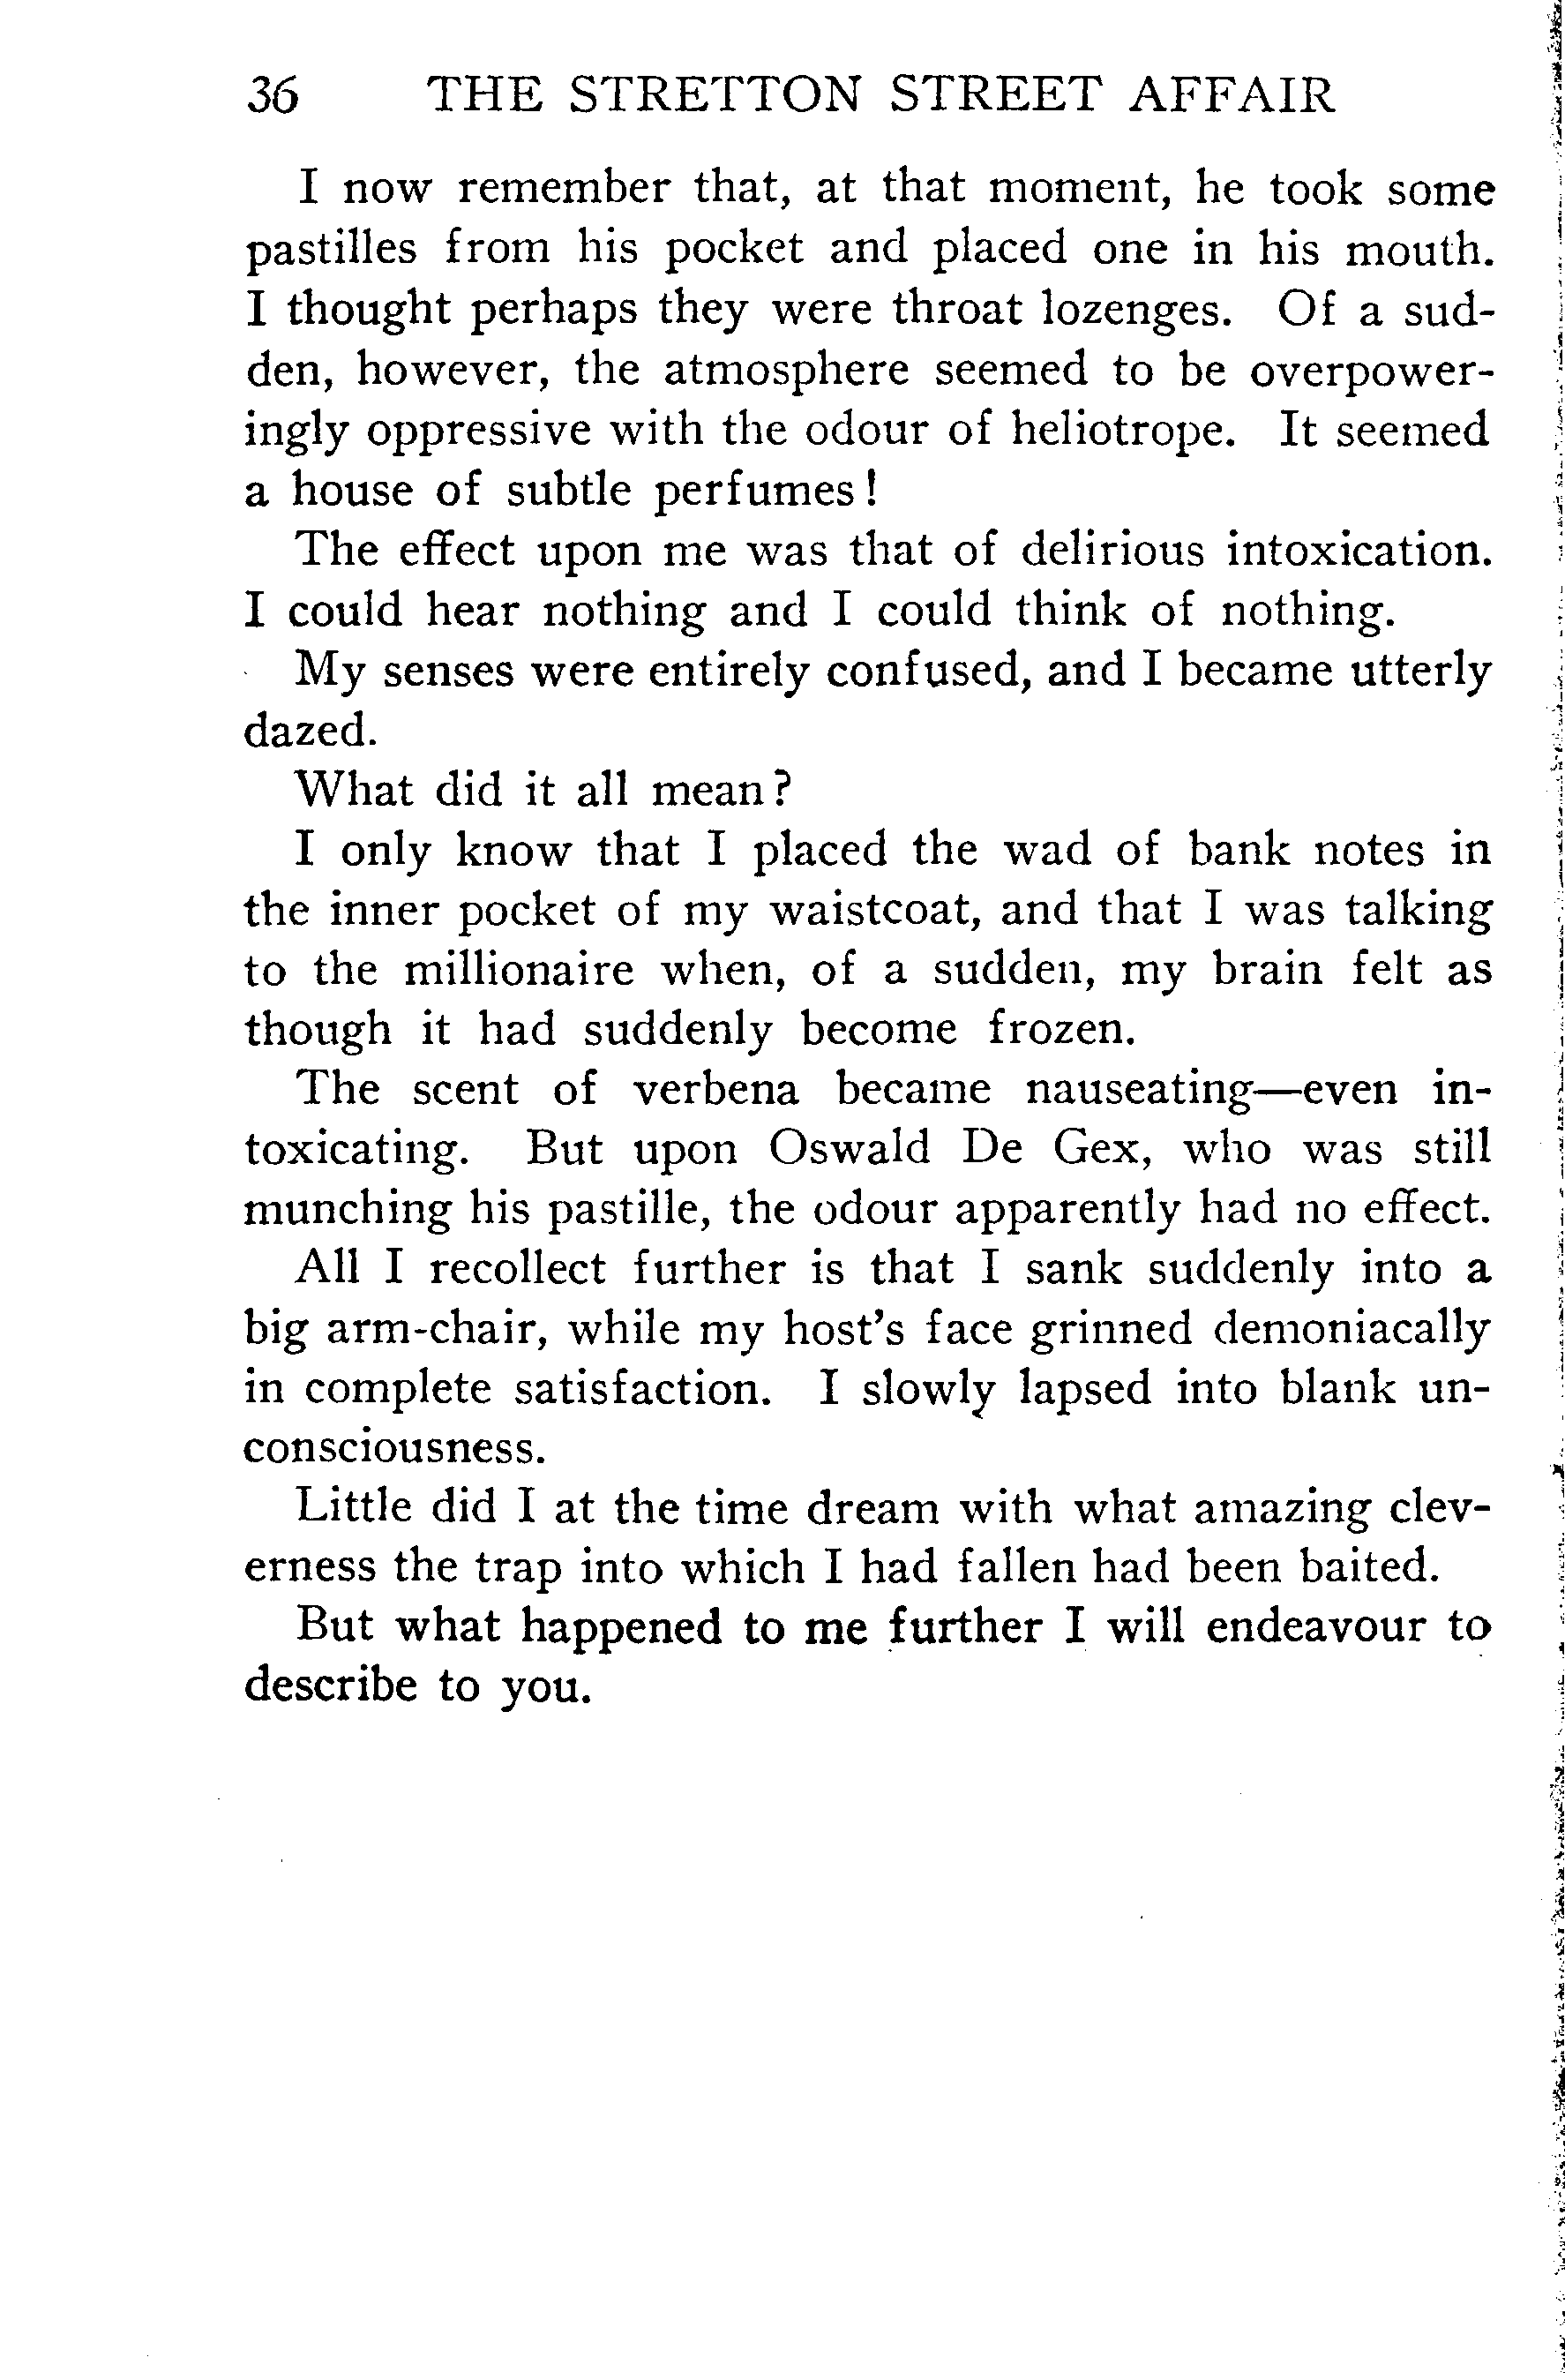 36 THE STRETTON STREET AFFAIR
I now remember that, at that moment, he took some
pastilles from his pocket and placed one in his mouth.
I thought perhaps they were throat lozenges. Of a sud-
den, however, the atmosphere seemed to be overpower-
ingly oppressive with the odour of heliotrope. It seemed
a house of subtle perfumes!
The effect upon me was that of delirious intoxication.
I could hear nothing and I could think of nothing.
My senses were entirely confused, and I became utterly
dazed.
What did it all mean?
I only know that I placed the wad of bank notes in
the inner pocket of my waistcoat, and that I was talking
to the millionaire when, of a sudden, my brain felt as
though it had suddenly become frozen.
The scent of verbena became nauseating—even in-
toxicating. But upon Oswald De Gex, who was still
munching his pastille, the odour apparently had no effect.
All I recollect further is that I sank suddenly into a
big arm-chair, while my host's face grinned demoniacally
in complete satisfaction. I slowly lapsed into blank un-
consciousness.
Little did I at the time dream with what amazing clev-
erness the trap into which I had fallen had been baited.
But what happened to me further I will endeavour to
describe to you.